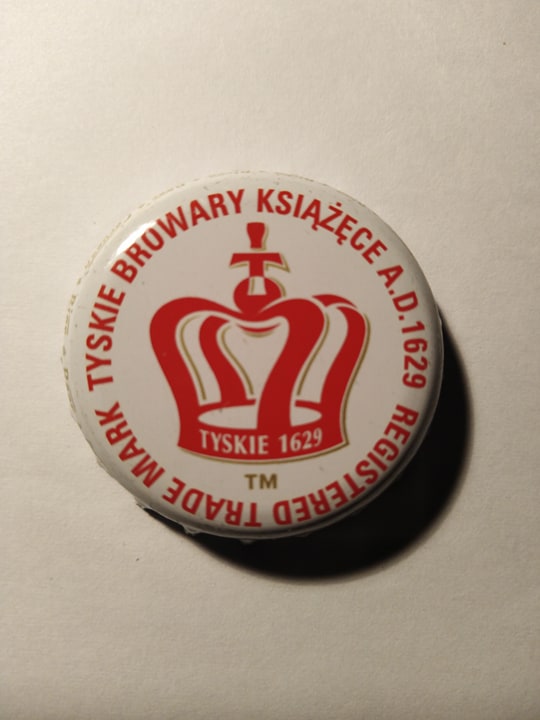 TYSKIE BROWARY KSIĄŻĘCE A.D.1629 REGISTERED TRADE MARK
TYSKIE 1629
TM